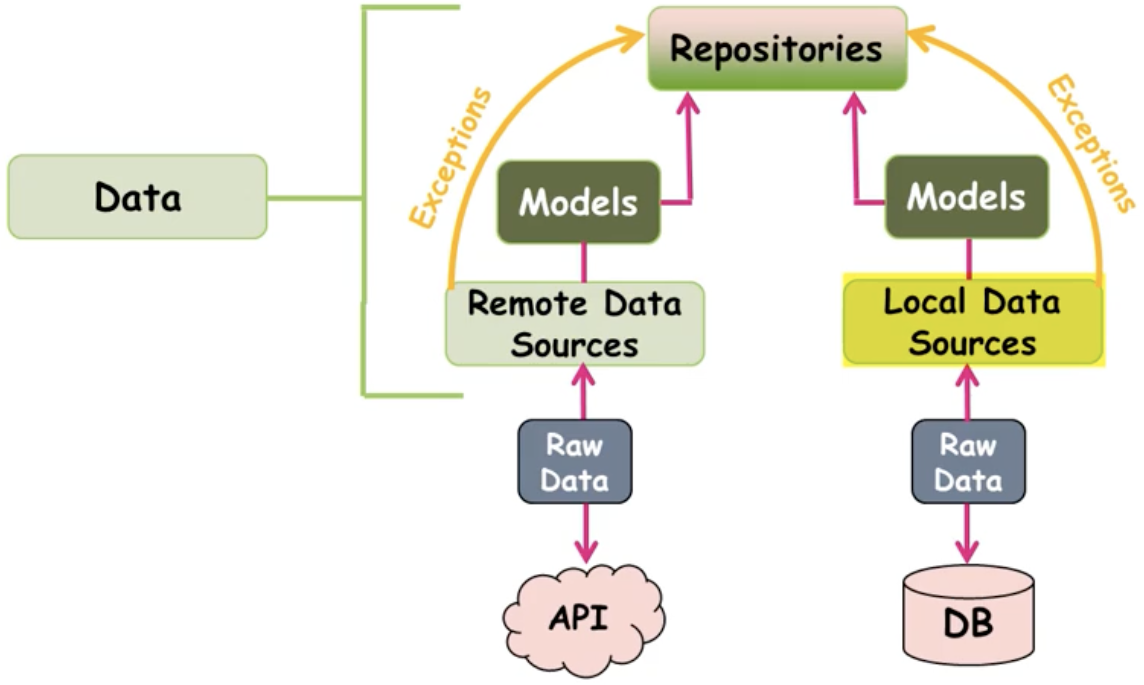 Repositories
Exceptions
Exceptions
Data
Models
Models
Remote Data
Sources
Local Data
Sources
Raw
Data
Raw
Data
API
DB